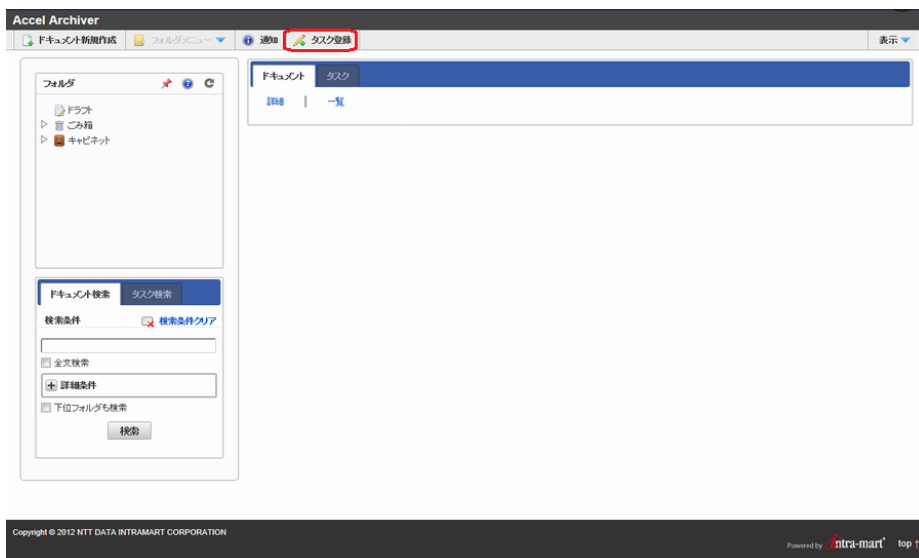 Accel Archiver
ドキュメント新規作成 フォルダメニュー 通知 タスク登録 表示
フォルダ
ドラフト
ごみ箱
キャビネット
ドキュメント タスク
詳細 | 一覧
ドキュメント検索 タスク検索
検索条件 検索条件クリア
全文検索
詳細条件
下位フォルダも検索
検索
Copyright © 2012 NTT DATA INTRAMART CORPORATION
Powered by intra-mart top ↑